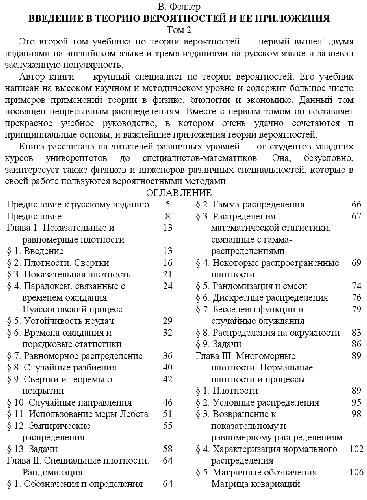 В. Феллер
ВВЕДЕНИЕ В ТЕОРИЮ ВЕРОЯТНОСТЕЙ И ЕЕ ПРИЛОЖЕНИЯ
Том 2
Это второй том учебника по теории вероятностей первый вышел двумя
изданиями на английском языке и тремя изданиями на русском языке и завоевал
заслуженную популярность.
Автор книги — крупный специалист по теории вероятностей. Его учебник
написан на высоком научном и методическом уровне и содержит большое число
примеров применений теории в физике, биологии и экономике. Данный том
посвящен непрерывным распределениям. Вместе с первым томом он составляет
прекрасное учебное руководство, в котором очень удачно сочетаются и
принципиальные основы, и важнейшие приложения теории вероятностей.
Книга рассчитана на читателей различных уровней — от студентов младших
курсов университетов до специалистов-математиков. Она, безусловно,
заинтересует также физиков и инженеров различных специальностей, которые в
своей работе пользуются вероятностными методами.
ОГЛАВЛЕНИЕ
Предисловие к русскому изданию 5
Предисловие 8
Глава I. Показательные и 13
равномерные плотности
§ 1. Введение 13
§ 2. Плотности. Свертки 16
§ 3. Показательная плотность 21
§ 4. Парадоксы, связанные с 24
временем ожидания.
Пуассоновский процесс
§ 5. Устойчивость неудач 29
§ 6. Времена ожидания и 32
порядковые статистики
§ 7. Равномерное распределение 36
§ 8. Случайные разбиения 40
§ 9. Свертки и теоремы о 42
покрытии
§ 10. Случайные направления 46
§ 11. Использование меры Лебега 51
§ 12. Эмпирические 55
распределения
§ 13. Задачи 58
Глава II. Специальные плотности. 64
Рандомизация
§ 1. Обозначения и определения 64
§ 2. Гамма-распределения 66
§ 3. Распределения 67
математической статистики,
связанные с гамма-
распределениями
§ 4. Некоторые распространенные 69
плотности
§ 5. Рандомизация и смеси 74
§ 6. Дискретные распределения 76
§ 7. Бесселевы функции и 79
случайные блуждания
§ 8. Распределения на окружности 83
§ 9. Задачи 86
Глава III. Многомерные 89
плотности. Нормальные
плотности и процессы
§ 1. Плотности 89
§ 2. Условные распределения 95
§ 3. Возвращение к 98
показательному и
равномерному распределениям
§ 4. Характеризация нормального 102
распределения
§ 5. Матричные обозначения. 106
Матрица ковариаций